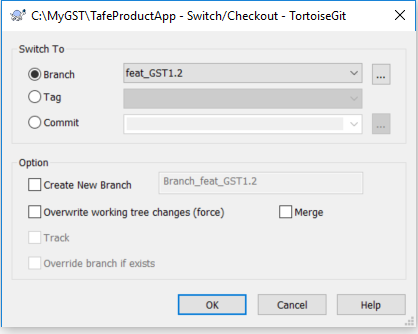 C:\MyGST\TafeProductApp - Switch/Checkout - TortoiseGit
Switch To
Branch
feat_GST1.2
...
Tag
Commit
...
Option
Create New Branch
Branch_feat_GST1.2
Overwrite working tree changes (force)
Merge
Track
Override branch if exists
OK
Cancel
Help